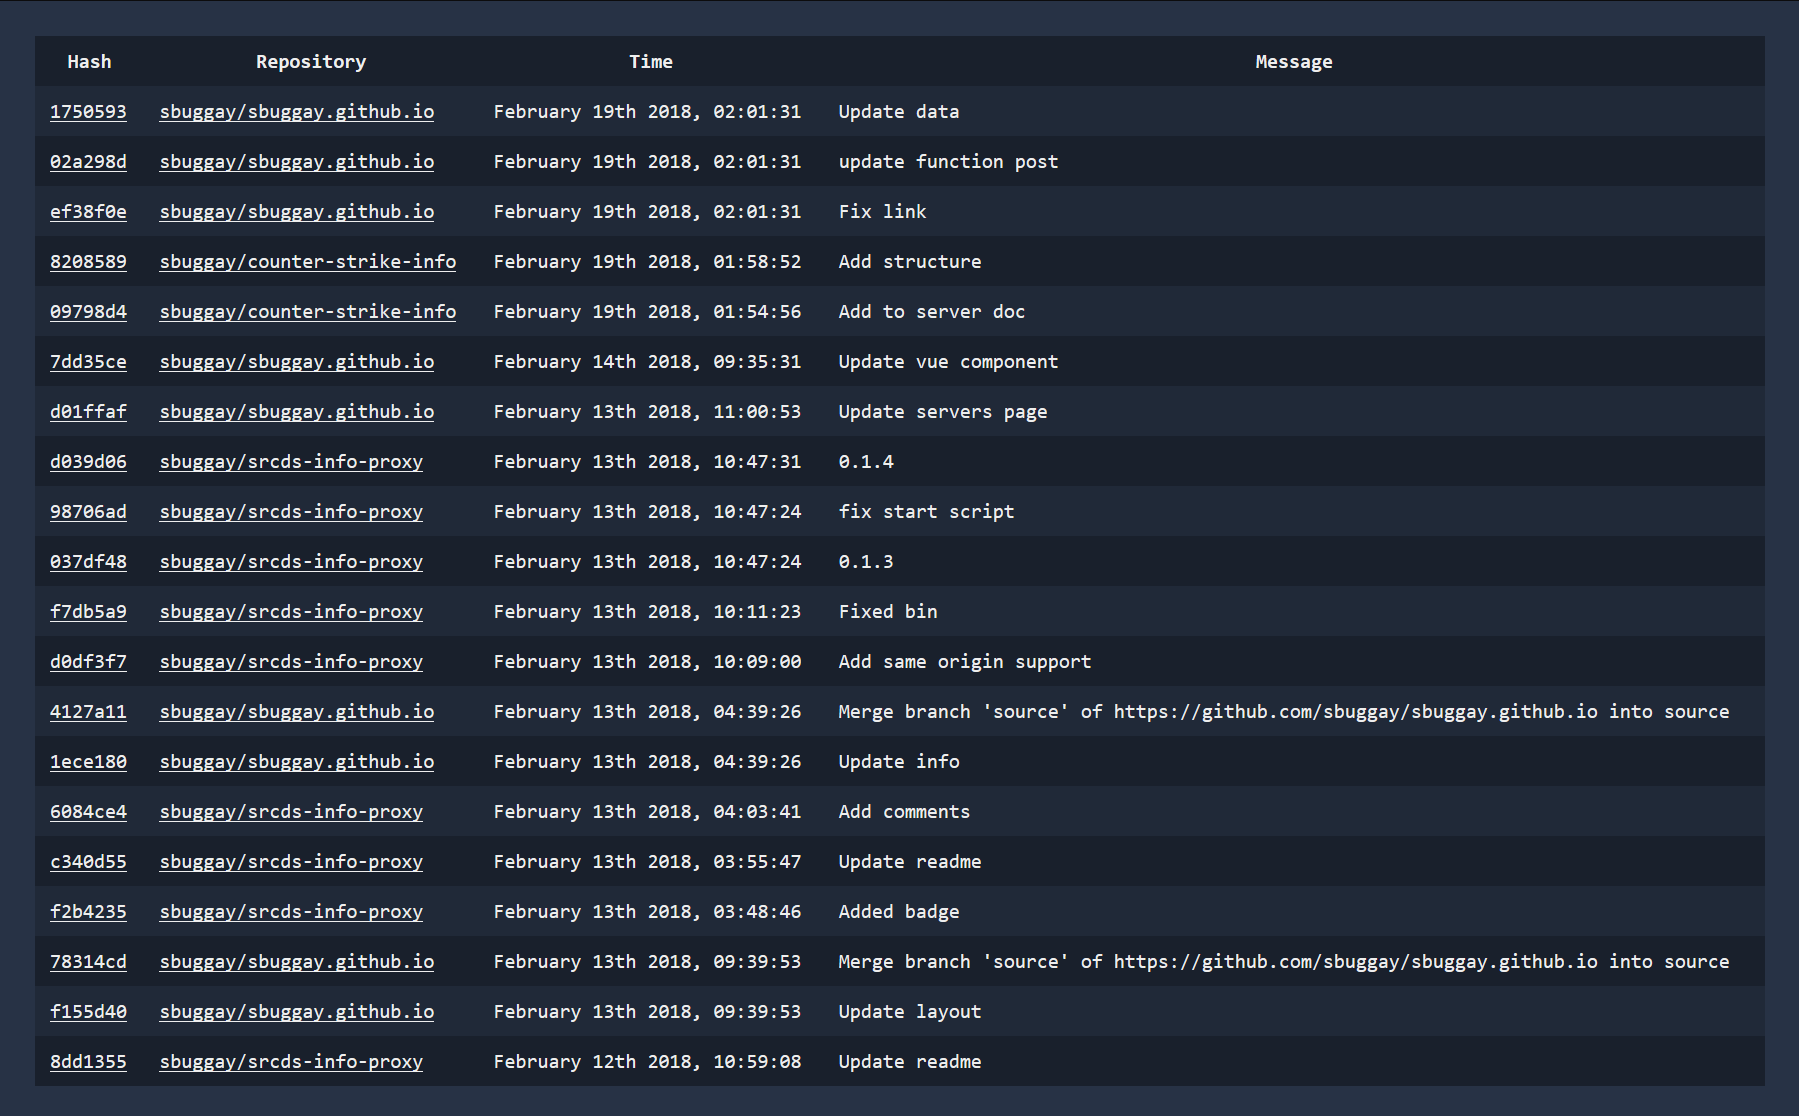 Hash Repository Time Message
1750593 sbuggay/sbuggay.github.io February 19th 2018, 02:01:31 Update data
02a298d sbuggay/sbuggay.github.io February 19th 2018, 02:01:31 update function post
ef38f0e sbuggay/sbuggay.github.io February 19th 2018, 02:01:31 Fix link
8208589 sbuggay/counter-strike-info February 19th 2018, 01:58:52 Add structure
09798d4 sbuggay/counter-strike-info February 19th 2018, 01:54:56 Add to server doc
7dd35ce sbuggay/sbuggay.github.io February 14th 2018, 09:35:31 Update vue component
d01ffaf sbuggay/sbuggay.github.io February 13th 2018, 11:00:53 Update servers page
d039d06 sbuggay/srcds-info-proxy February 13th 2018, 10:47:31 0.1.4
98706ad sbuggay/srcds-info-proxy February 13th 2018, 10:47:24 fix start script
037df48 sbuggay/srcds-info-proxy February 13th 2018, 10:47:24 0.1.3
f7db5a9 sbuggay/srcds-info-proxy February 13th 2018, 10:11:23 Fixed bin
d0df3f7 sbuggay/srcds-info-proxy February 13th 2018, 10:09:00 Add same origin support
4127a11 sbuggay/sbuggay.github.io February 13th 2018, 04:39:26 Merge branch 'source' of https://github.com/sbuggay/sbuggay.github.io into source
1ece180 sbuggay/sbuggay.github.io February 13th 2018, 04:39:26 Update info
6084ce4 sbuggay/srcds-info-proxy February 13th 2018, 04:03:41 Add comments
c340d55 sbuggay/srcds-info-proxy February 13th 2018, 03:55:47 Update readme
f2b4235 sbuggay/srcds-info-proxy February 13th 2018, 03:48:46 Added badge
78314cd sbuggay/sbuggay.github.io February 13th 2018, 09:39:53 Merge branch 'source' of https://github.com/sbuggay/sbuggay.github.io into source
f155d40 sbuggay/sbuggay.github.io February 13th 2018, 09:39:53 Update layout
8dd1355 sbuggay/srcds-info-proxy February 12th 2018, 10:59:08 Update readme